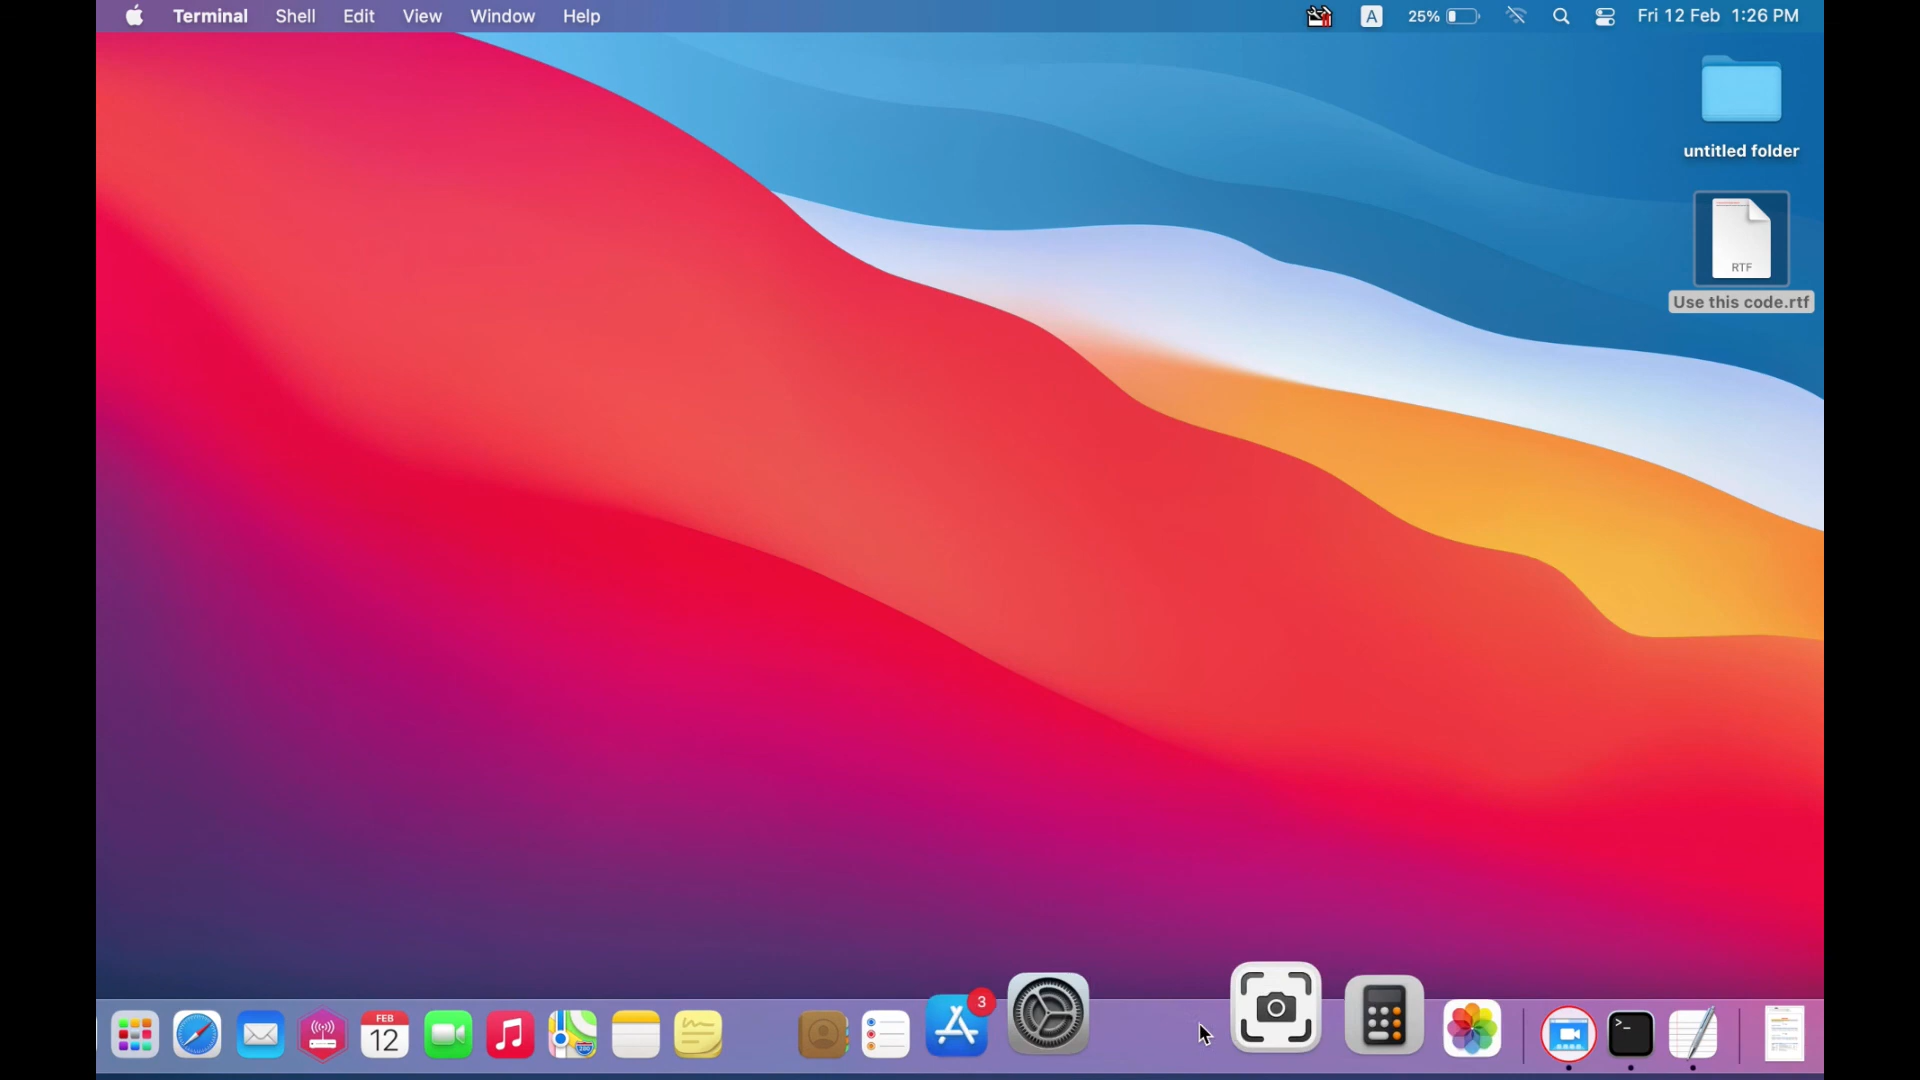 Terminal Shell Edit View Window Help A 25% Fri 12 Feb 1:26 PM
untitled folder
RTF
Use this code.rtf
3
FEB
12
280
>_